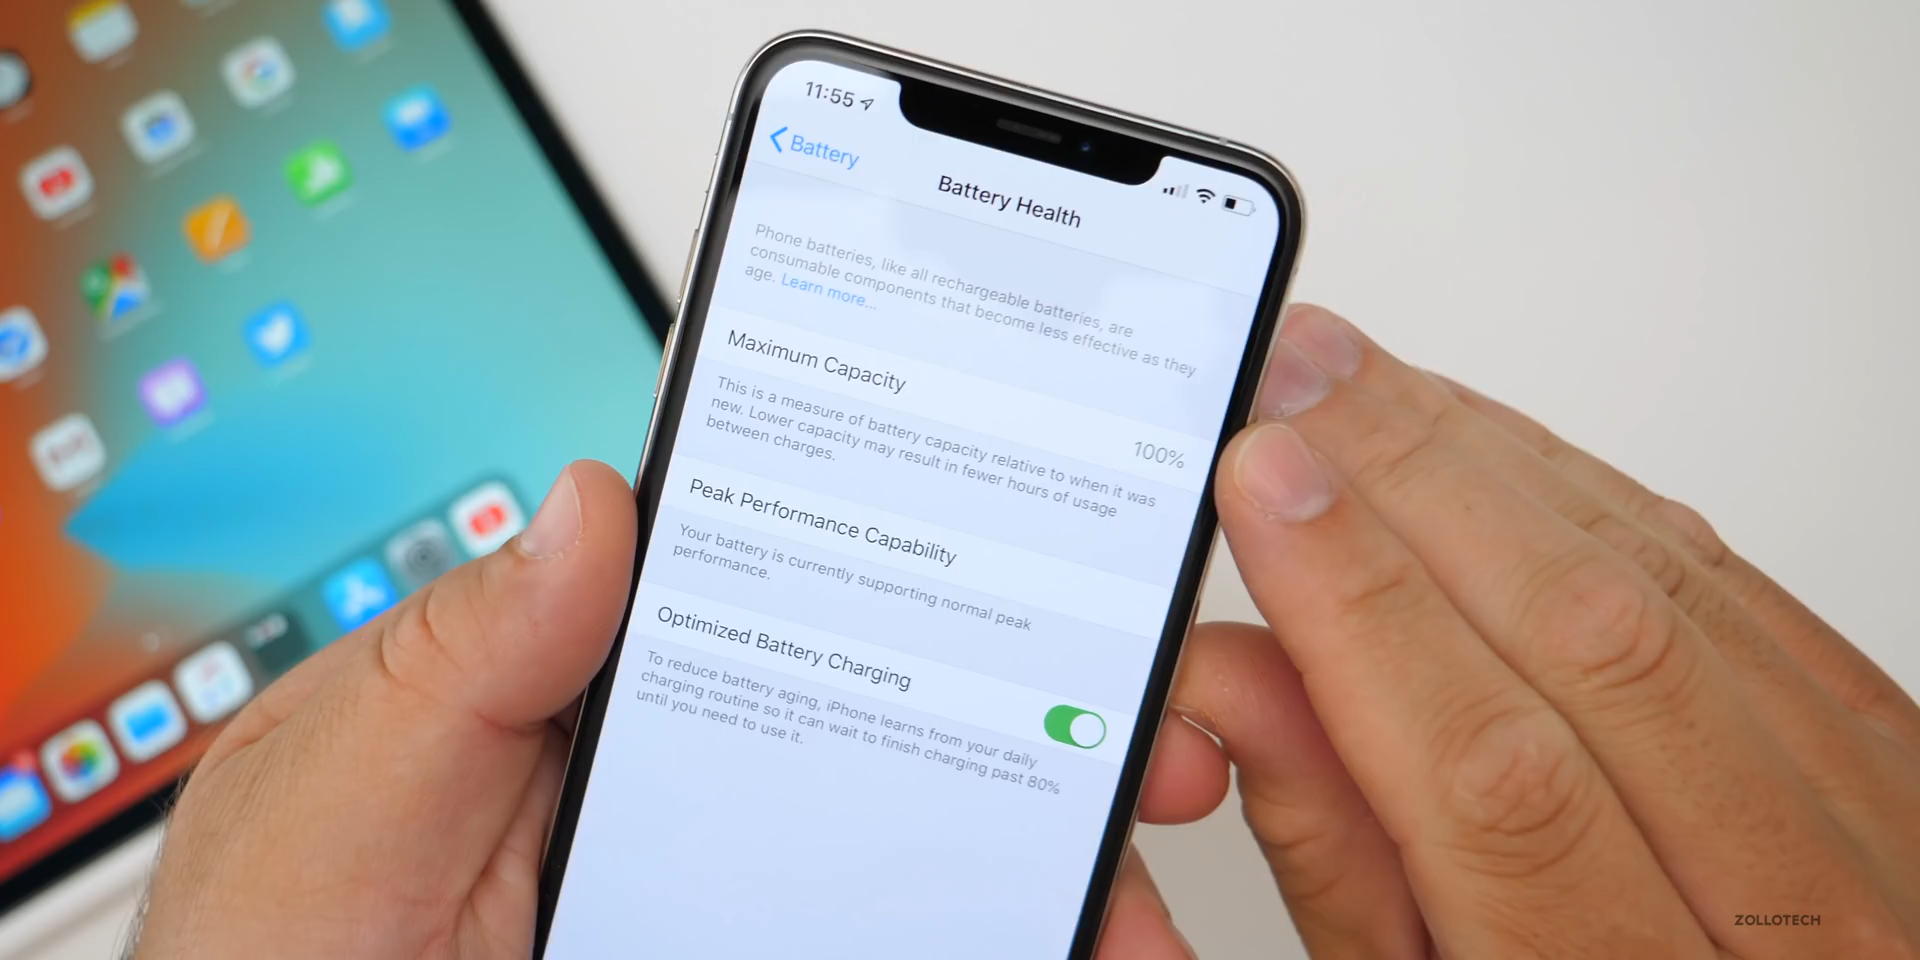 11:55
Battery
Battery Health
Phone batteries, like all rechargeable batteries, are
consumable components that become less effective as they
age. Learn more...
Maximum Capacity
100%
This is a measure of battery capacity relative to when it was
new. Lower capacity may result in fewer hours of usage
between charges.
Peak Performance Capability
Your battery is currently supporting normal peak
performance.
Optimized Battery Charging
To reduce battery aging, iPhone learns from your daily
charging routine so it can wait to finish charging past 80%
until you need to use it.
ZOLLOTECH